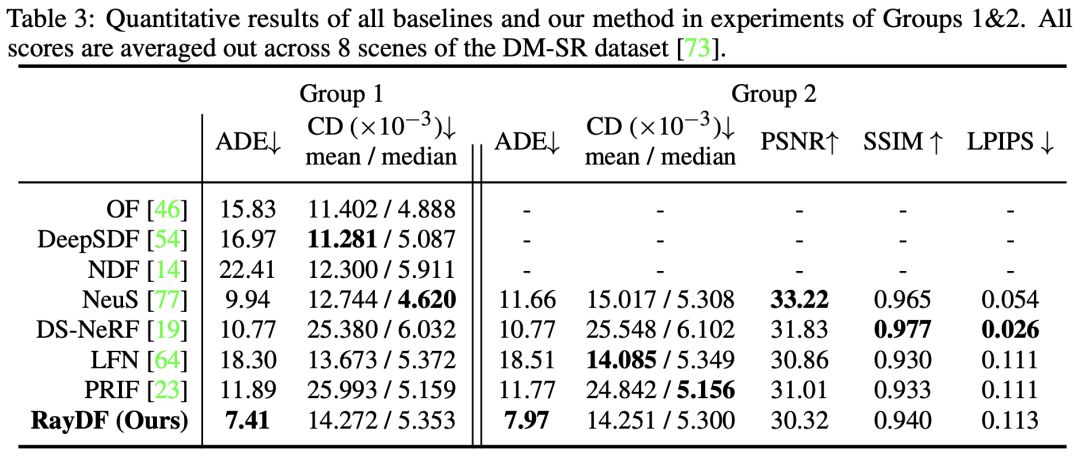 Table 3: Quantitative results of all baselines and our method in experiments of Groups 1&2. All
scores are averaged out across 8 scenes of the DM-SR dataset [73].
Group 1 Group 2
ADE↓ CD (×10⁻³)↓ mean / median ADE↓ CD (×10⁻³)↓ mean / median PSNR↑ SSIM ↑ LPIPS ↓
OF [46] 15.83 11.402 / 4.888 - - - - -
DeepSDF [54] 16.97 11.281 / 5.087 - - - - -
NDF [14] 22.41 12.300 / 5.911 - - - - -
NeuS [77] 9.94 12.744 / 4.620 11.66 15.017 / 5.308 33.22 0.965 0.054
DS-NeRF [19] 10.77 25.380 / 6.032 10.77 25.548 / 6.102 31.83 0.977 0.026
LFN [64] 18.30 13.673 / 5.372 18.51 14.085 / 5.349 30.86 0.930 0.111
PRIF [23] 11.89 25.993 / 5.159 11.77 24.842 / 5.156 31.01 0.933 0.111
RayDF (Ours) 7.41 14.272 / 5.353 7.97 14.251 / 5.300 30.32 0.940 0.113